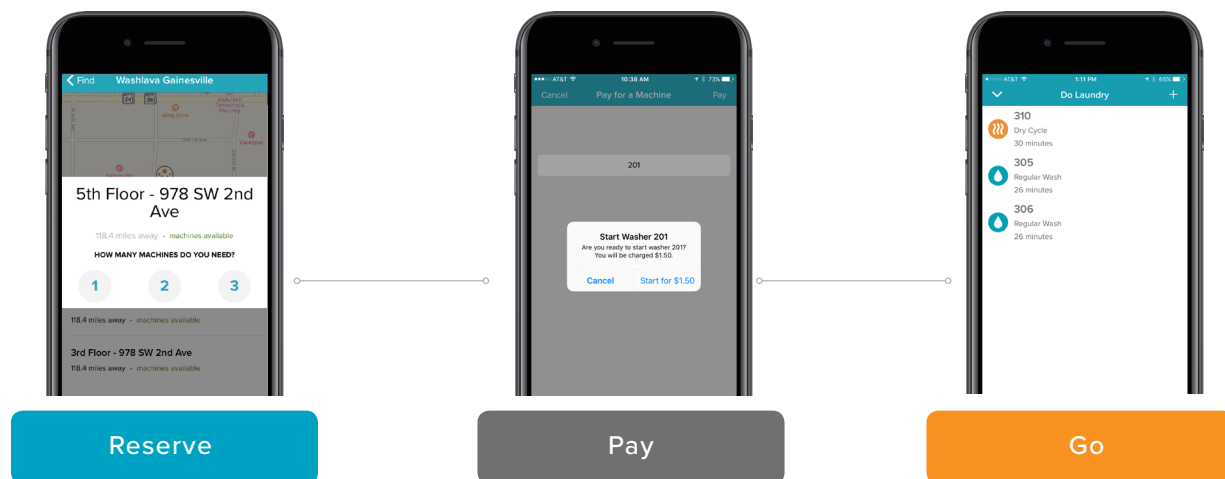 Find Washlava Gainesville
24 26
5th Floor - 978 SW 2nd
Ave
118.4 miles away - machines available
HOW MANY MACHINES DO YOU NEED?
1 2 3
118.4 miles away - machines available
3rd Floor - 978 SW 2nd Ave
118.4 miles away - machines available
Reserve
AT&T 10:38 AM 73%
Cancel Pay for a Machine Pay
201
Start Washer 201
Are you ready to start washer 201?
You will be charged $1.50.
Cancel Start for $1.50
Pay
AT&T 1:11 PM 65%
Do Laundry +
310
Dry Cycle
30 minutes
305
Regular Wash
26 minutes
306
Regular Wash
26 minutes
Go